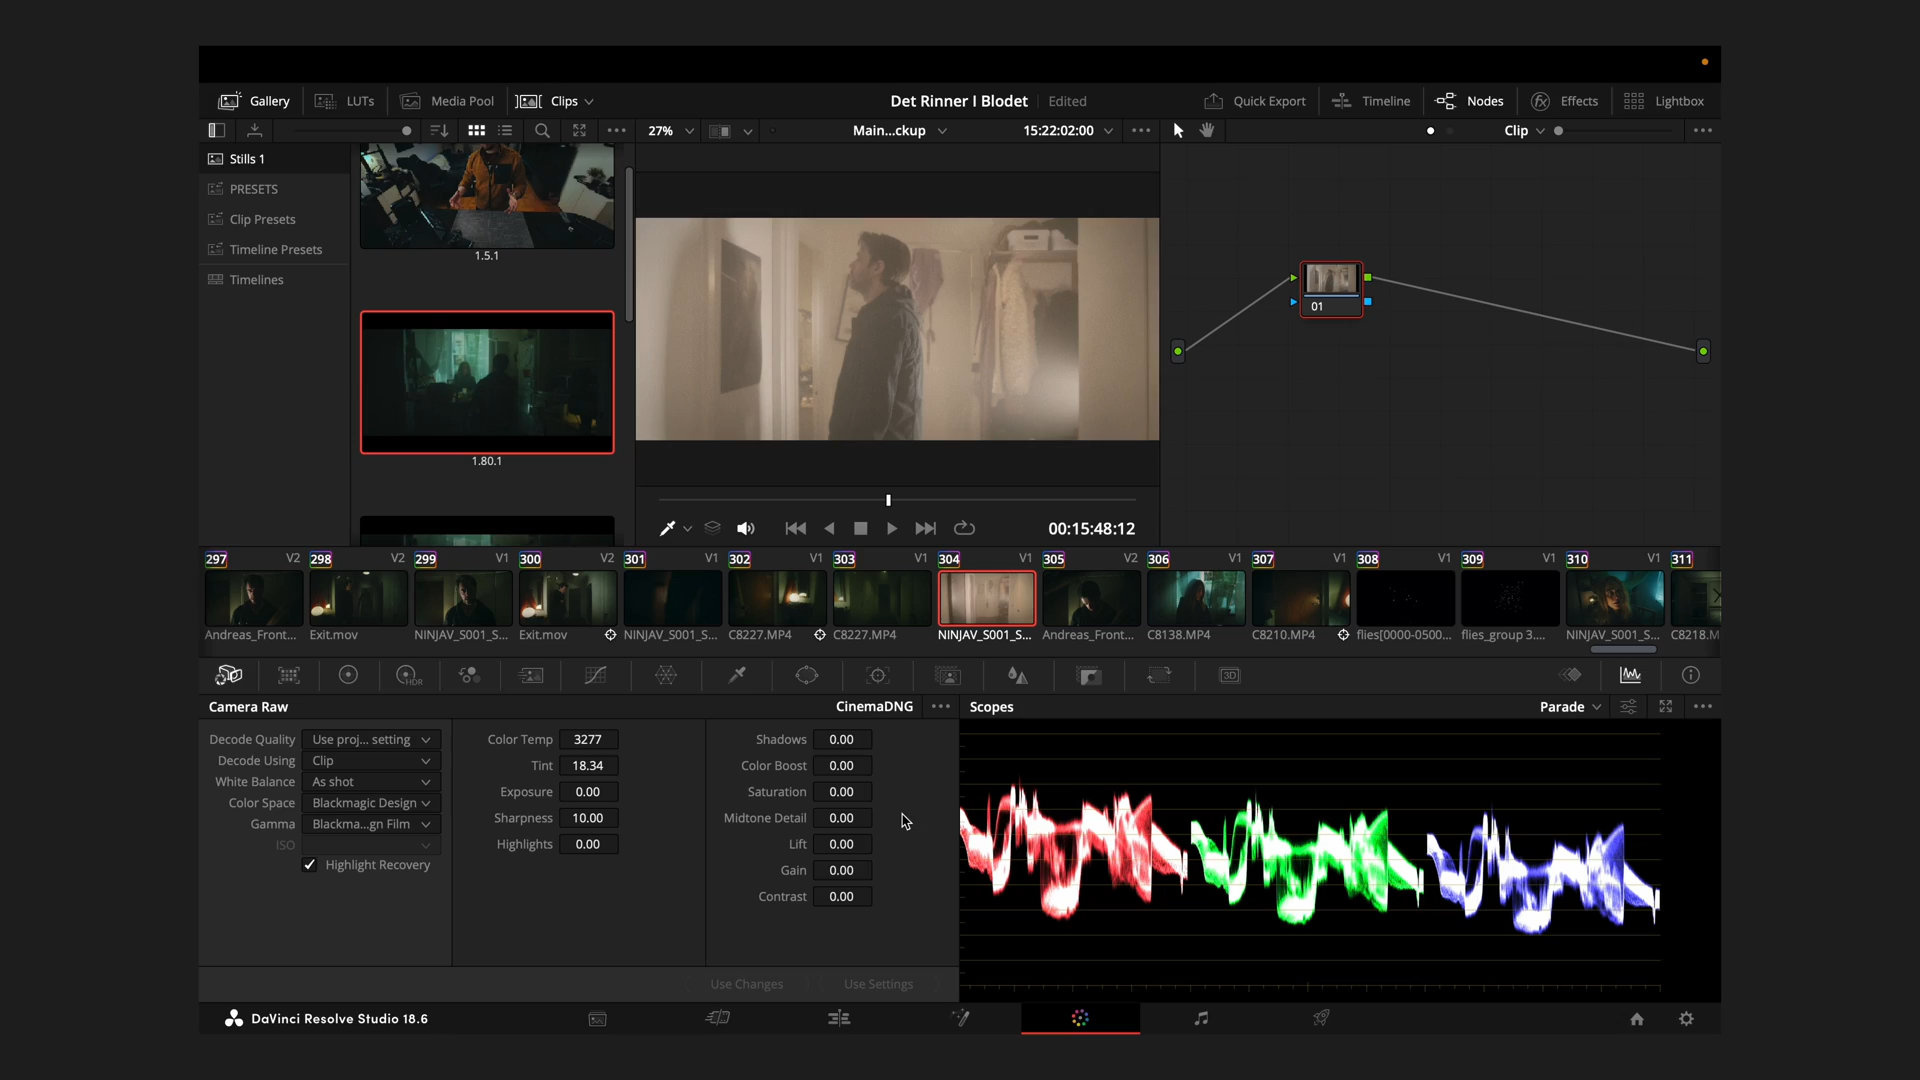 Gallery LUTs Media Pool Clips Det Rinner I Blodet Edited Quick Export Timeline Nodes Effects Lightbox
27% Main...ckup 15:22:02:00 Clip
Stills 1
PRESETS
Clip Presets
Timeline Presets
Timelines
1.5.1
1.80.1
01
00:15:48:12
297 V2 298 V2 299 V1 300 V2 301 V1 302 V1 303 V1 304 V1 305 V2 306 V1 307 V1 308 V1 309 V1 310 V1 311
Andreas_Front... Exit.mov NINJAV_S001_S... Exit.mov NINJAV_S001_S... C8227.MP4 C8227.MP4 NINJAV_S001_S... Andreas_Front... C8138.MP4 C8210.MP4 flies[0000-0500... flies_group 3.... NINJAV_S001_S... C8218.M
HDR 3D
Camera Raw CinemaDNG Scopes Parade
Decode Quality Use proj... setting
Decode Using Clip
White Balance As shot
Color Space Blackmagic Design
Gamma Blackma...gn Film
ISO
Highlight Recovery
Color Temp 3277
Tint 18.34
Exposure 0.00
Sharpness 10.00
Highlights 0.00
Shadows 0.00
Color Boost 0.00
Saturation 0.00
Midtone Detail 0.00
Lift 0.00
Gain 0.00
Contrast 0.00
Use Changes Use Settings
DaVinci Resolve Studio 18.6